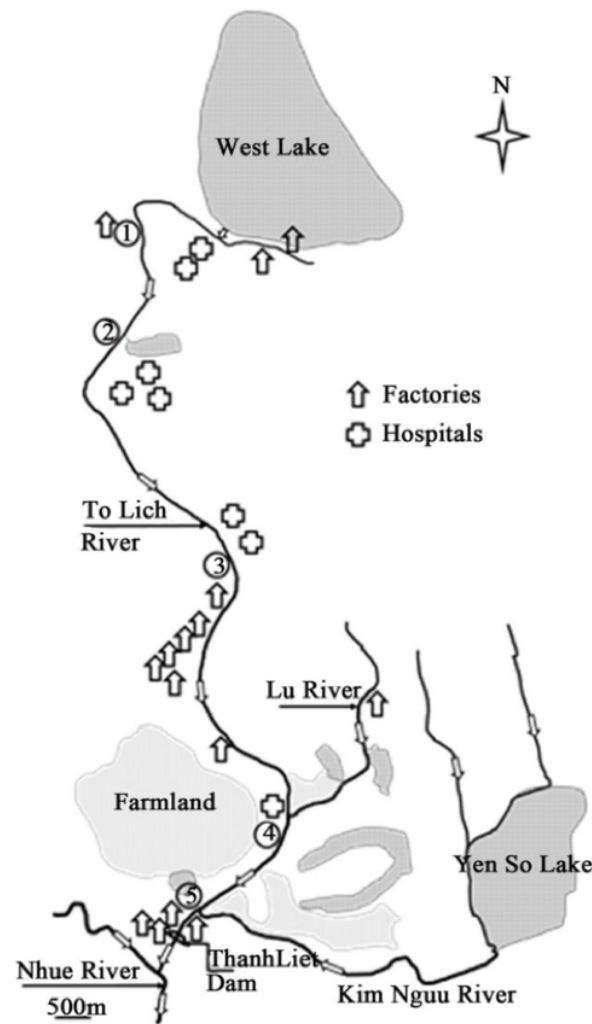 N
West Lake
1
2
Factories
Hospitals
To Lich
River
3
Lu River
Farmland
4
Yen So Lake
5
ThanhLiet
Dam
Nhue River
Kim Nguu River
500m